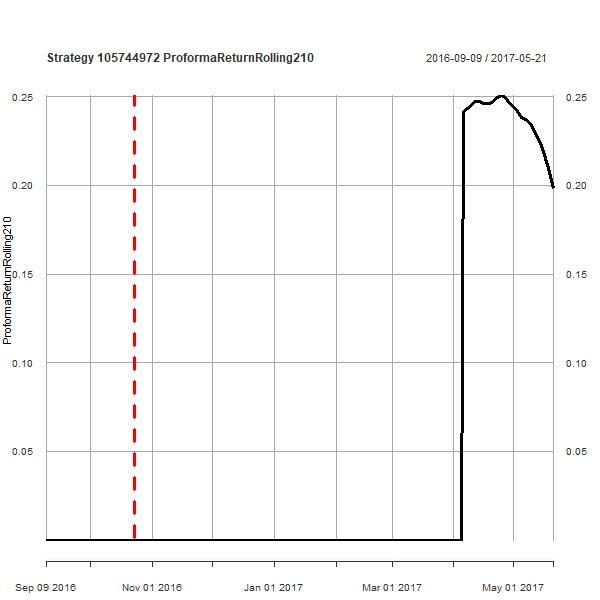 Strategy 105744972 ProformaReturnRolling210
2016-09-09 / 2017-05-21
0.25
0.25
0.20
0.20
0.15
0.15
0.10
0.10
0.05
0.05
ProformaReturnRolling210
Sep 09 2016
Nov 01 2016
Jan 01 2017
Mar 01 2017
May 01 2017